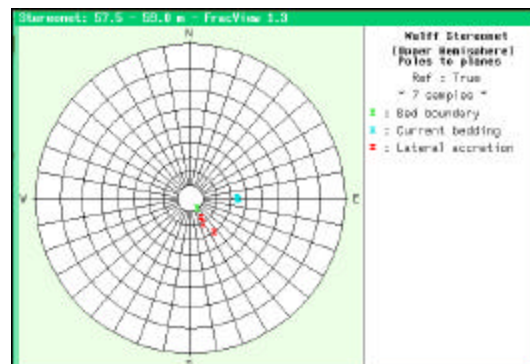 Stereonet: 57.5 - 59.0 m - FracView 1.3
N
W
E
Wulff Stereonet
(Upper Hemisphere)
Poles to planes
Ref : True
* 7 samples *
: Bed boundary
: Current bedding
: Lateral accretion